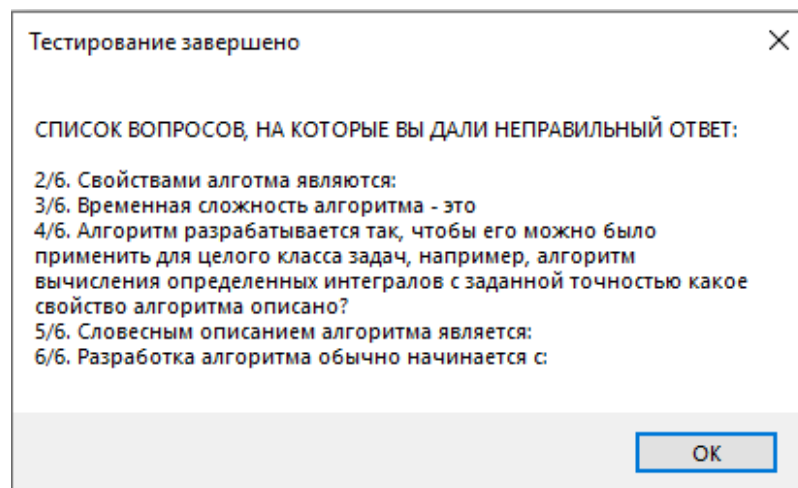 Тестирование завершено
СПИСОК ВОПРОСОВ, НА КОТОРЫЕ ВЫ ДАЛИ НЕПРАВИЛЬНЫЙ ОТВЕТ:
2/6. Свойствами алготма являются:
3/6. Временная сложность алгоритма - это
4/6. Алгоритм разрабатывается так, чтобы его можно было
применить для целого класса задач, например, алгоритм
вычисления определенных интегралов с заданной точностью какое
свойство алгоритма описано?
5/6. Словесным описанием алгоритма является:
6/6. Разработка алгоритма обычно начинается с:
ОК